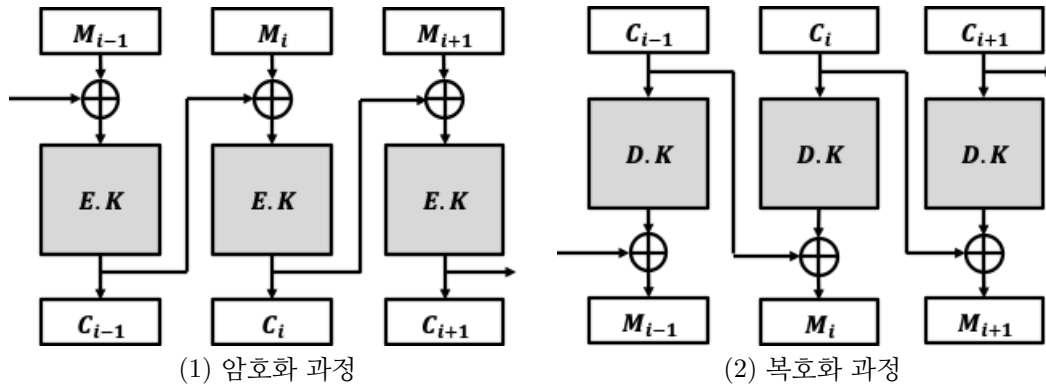 M_{i-1} M_i M_{i+1}
E.K E.K E.K
C_{i-1} C_i C_{i+1}
(1) 암호화 과정
C_{i-1} C_i C_{i+1}
D.K D.K D.K
M_{i-1} M_i M_{i+1}
(2) 복호화 과정